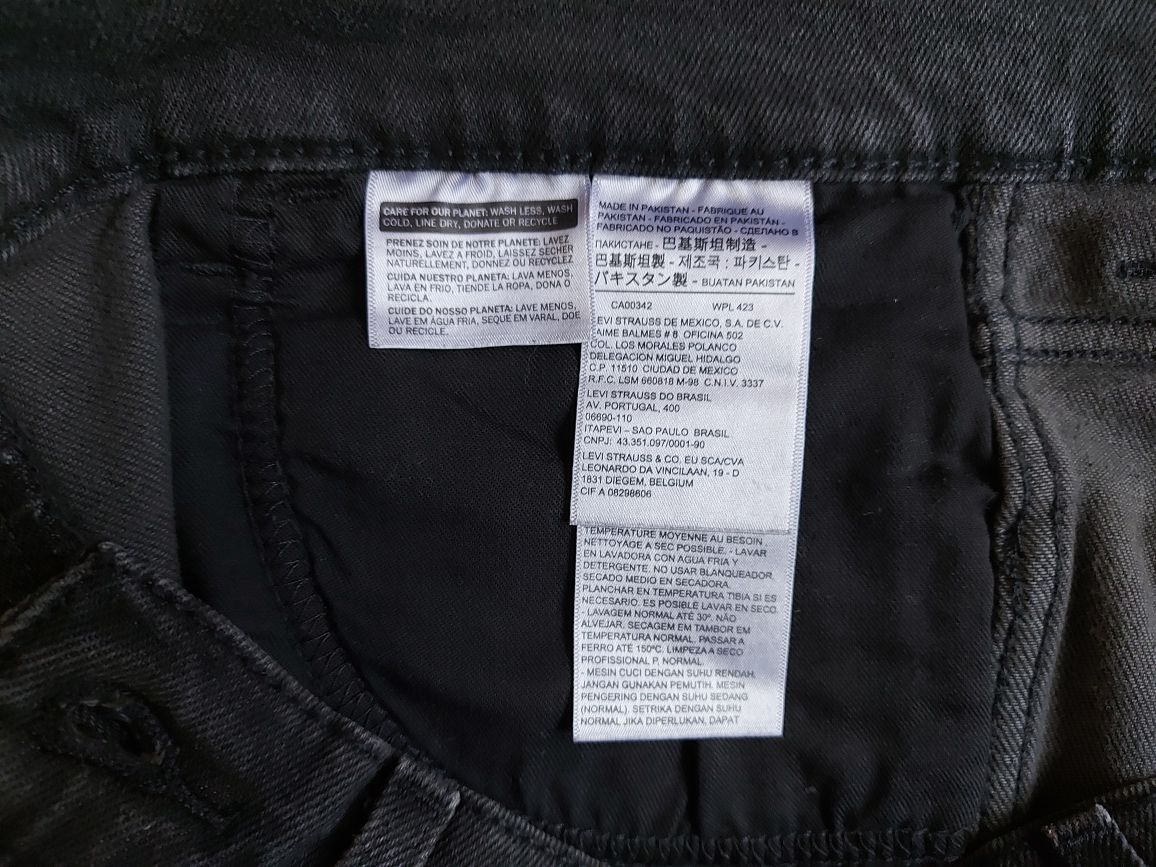 CARE FOR OUR PLANET: WASH LESS, WASH
COLD, LINE DRY, DONATE OR RECYCLE
PRENEZ SOIN DE NOTRE PLANETE: LAVEZ
MOINS, LAVEZ A FROID, LAISSEZ SECHER
NATURELLEMENT, DONNEZ OU RECYCLEZ
CUIDA NUESTRO PLANETA: LAVA MENOS,
LAVA EN FRIO, TIENDE LA ROPA, DONA O
RECICLA.
CUIDE DO NOSSO PLANETA: LAVE MENOS,
LAVE EM ÁGUA FRIA, SEQUE EM VARAL, DOE
OU RECICLE.
MADE IN PAKISTAN - FABRIQUE AU
PAKISTAN - FABRICADO EN PAKISTÁN -
FABRICADO NO PAQUISTÃO - СДЕЛАНО В
ПАКИСТАНЕ - 巴基斯坦制造 -
巴基斯坦製 - 제조국 : 파키스탄 -
パキスタン製 - BUATAN PAKISTAN
CA00342 WPL 423
EVI STRAUSS DE MEXICO, S.A. DE C.V.
AIME BALMES # 8 OFICINA 502
COL. LOS MORALES POLANCO
DELEGACION MIGUEL HIDALGO
C.P. 11510 CIUDAD DE MEXICO
R.F.C. LSM 660818 M-98 C.N.I.V. 3337
LEVI STRAUSS DO BRASIL
AV. PORTUGAL, 400
06690-110
ITAPEVI – SAO PAULO BRASIL
CNPJ: 43.351.097/0001-90
LEVI STRAUSS & CO. EU SCA/CVA
LEONARDO DA VINCILAAN, 19 - D
1831 DIEGEM, BELGIUM
CIF A 08298606
TEMPERATURE MOYENNE AU BESOIN ,
NETTOYAGE A SEC POSSIBLE. - LAVAR
EN LAVADORA CON AGUA FRIA Y
DETERGENTE. NO USAR BLANQUEADOR.
SECADO MEDIO EN SECADORA.
PLANCHAR EN TEMPERATURA TIBIA SI ES
NECESARIO. ES POSIBLE LAVAR EN SECO.
- LAVAGEM NORMAL ATÉ 30º. NÃO
ALVEJAR. SECAGEM EM TAMBOR EM
TEMPERATURA NORMAL. PASSAR A
FERRO ATÉ 150ºC. LIMPEZA A SECO
PROFISSIONAL P, NORMAL.
- MESIN CUCI DENGAN SUHU RENDAH.
JANGAN GUNAKAN PEMUTIH. MESIN
PENGERING DENGAN SUHU SEDANG
(NORMAL). SETRIKA DENGAN SUHU
NORMAL JIKA DIPERLUKAN. DAPAT